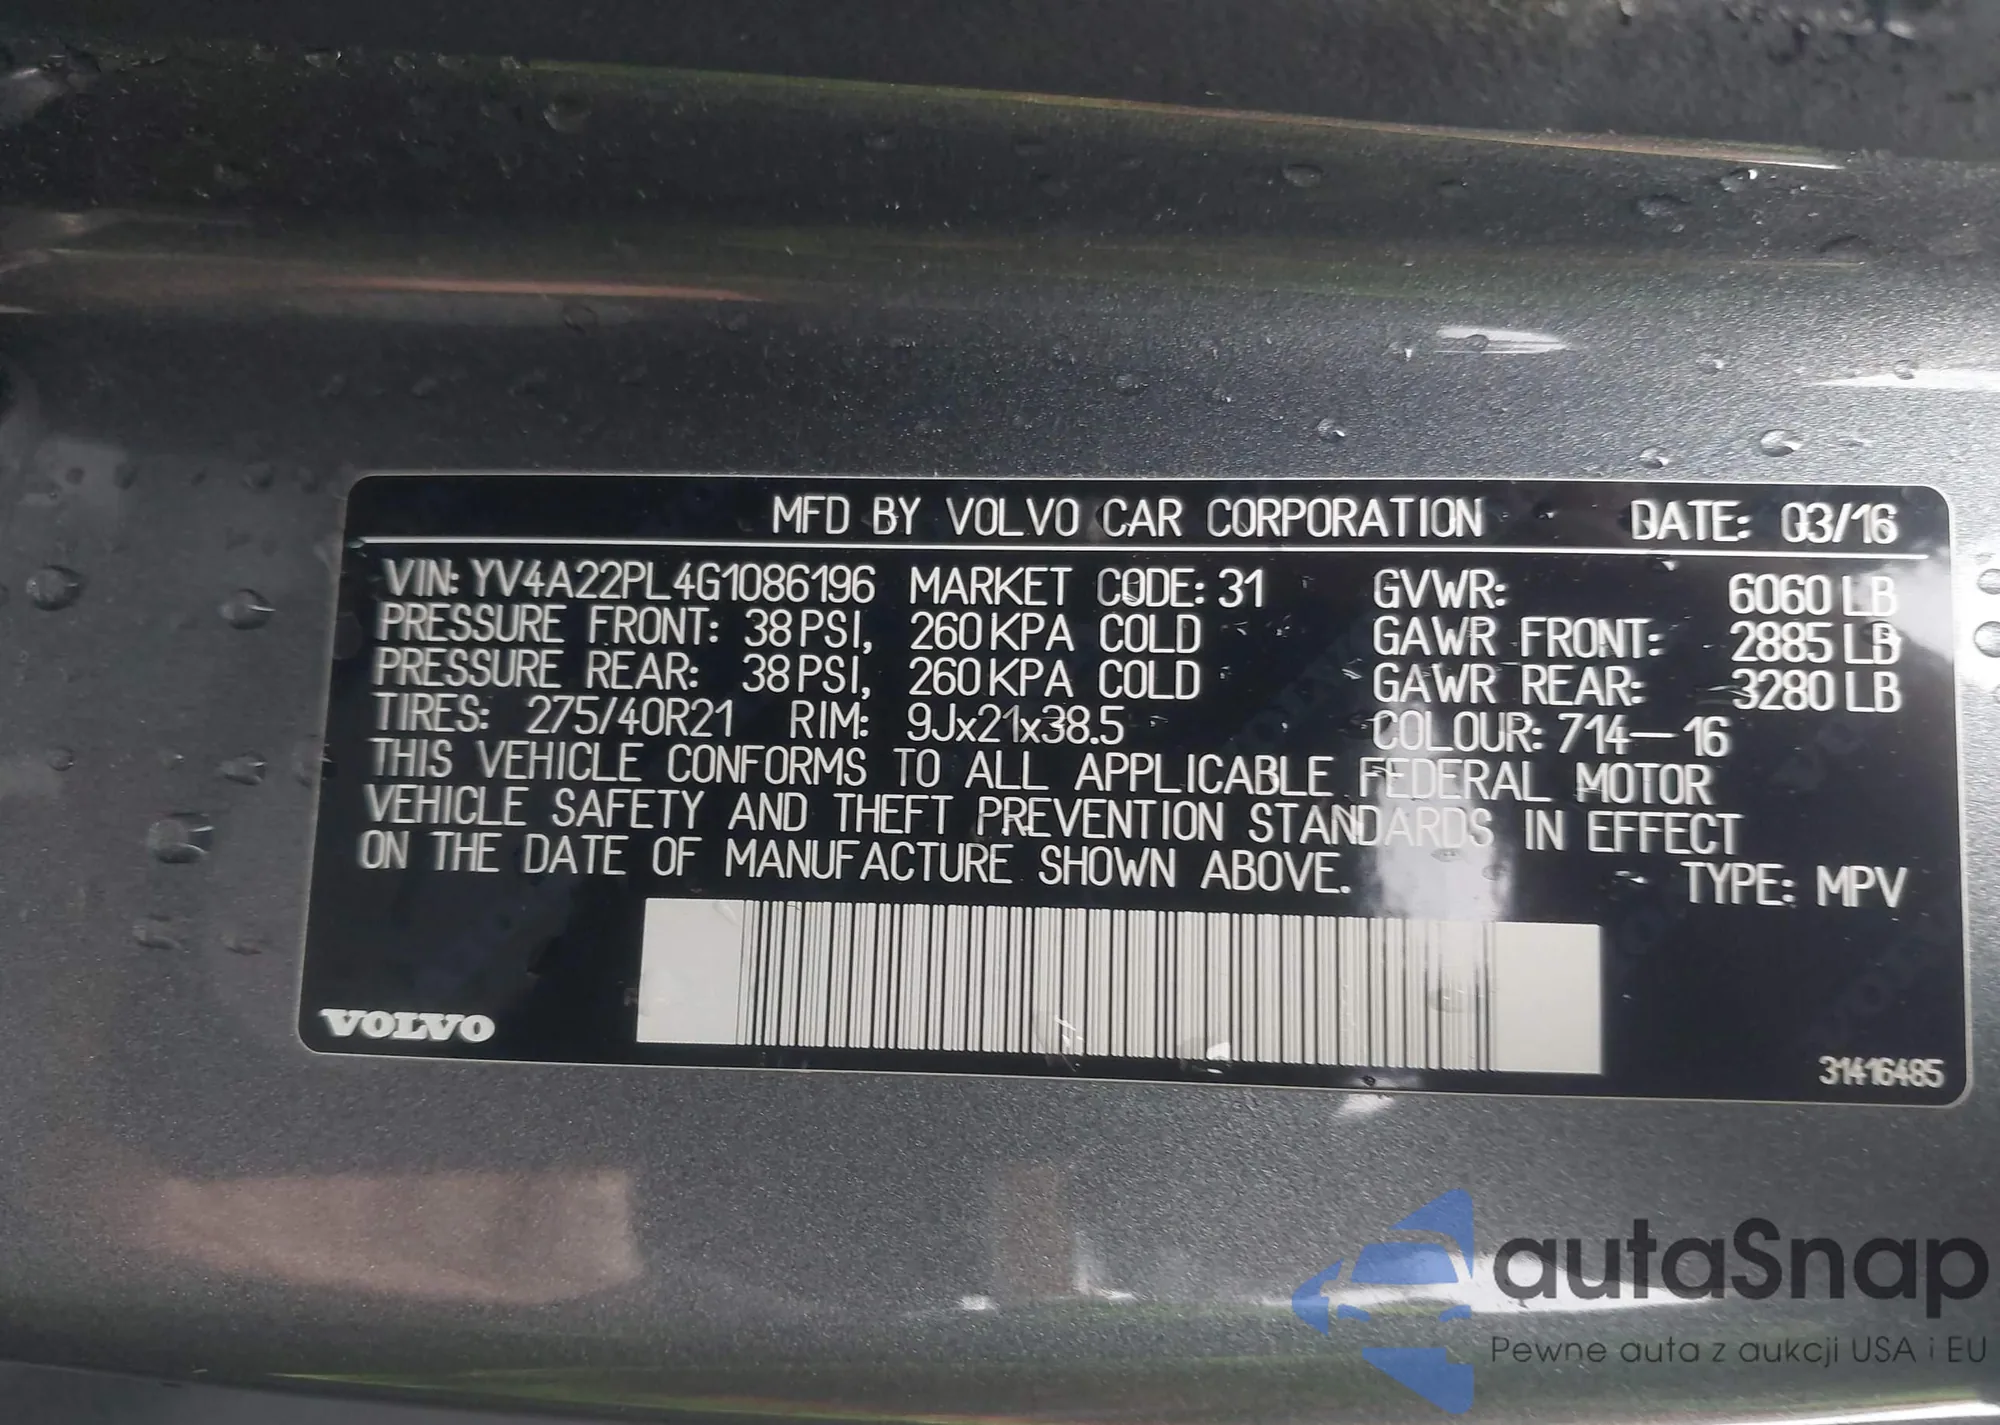 MFD BY VOLVO CAR CORPORATION DATE: 03/16
VIN: YV4A22PL4G1086196 MARKET CODE: 31 GVWR: 6060 LB
PRESSURE FRONT: 38 PSI, 260 KPA COLD GAWR FRONT: 2885 LB
PRESSURE REAR: 38 PSI, 260 KPA COLD GAWR REAR: 3280 LB
TIRES: 275/40R21 RIM: 9Jx21x38.5 COLOUR: 714-16
THIS VEHICLE CONFORMS TO ALL APPLICABLE FEDERAL MOTOR
VEHICLE SAFETY AND THEFT PREVENTION STANDARDS IN EFFECT
ON THE DATE OF MANUFACTURE SHOWN ABOVE. TYPE: MPV
VOLVO
31416485
autaSnap
Pewne auta z aukcji USA i EU